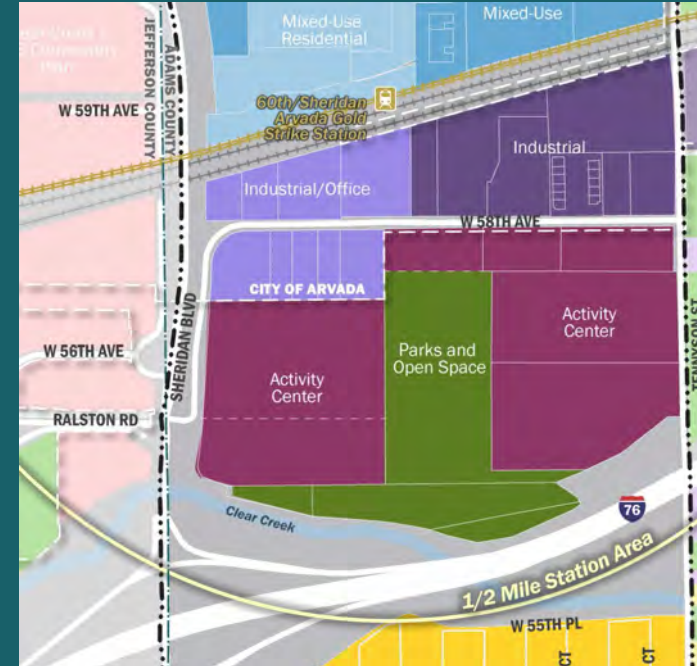 Mixed-Use
Residential
Mixed-Use
JEFFERSON COUNTY
ADAMS COUNTY
W 59TH AVE
60th/Sheridan
Arvada Gold
Strike Station
Industrial
Industrial/Office
W 58TH AVE
CITY OF ARVADA
SHERIDAN BLVD
W 56TH AVE
Activity
Center
Parks and
Open Space
Activity
Center
RALSTON RD
Clear Creek
76
1/2 Mile Station Area
W 55TH PL
CT
CT